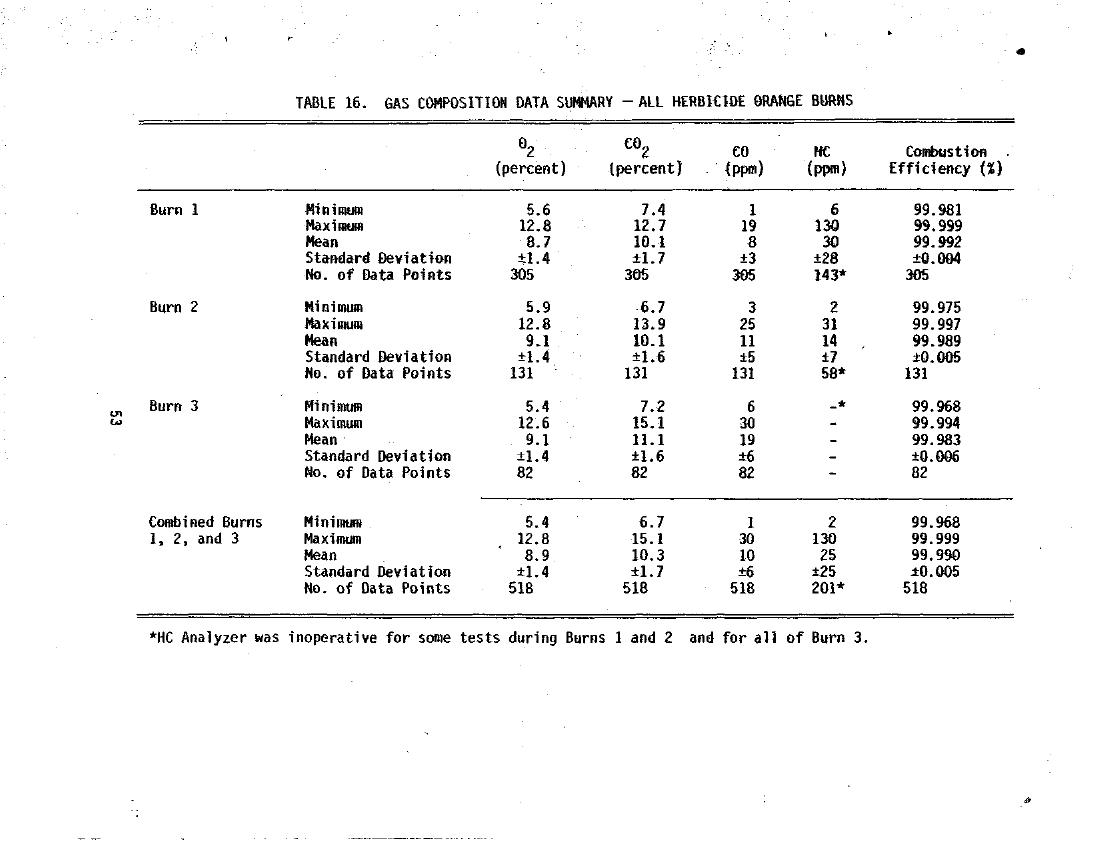 TABLE 16. GAS COMPOSITION DATA SUMMARY — ALL HERBICIDE ORANGE BURNS
O2 CO2 CO HC Combustion
(percent) (percent) (ppm) (ppm) Efficiency (%)
Burn 1 Minimum 5.6 7.4 1 6 99.981
Maximum 12.8 12.7 19 130 99.999
Mean 8.7 10.1 8 30 99.992
Standard Deviation ±1.4 ±1.7 ±3 ±28 ±0.004
No. of Data Points 305 305 305 143* 305
Burn 2 Minimum 5.9 6.7 3 2 99.975
Maximum 12.8 13.9 25 31 99.997
Mean 9.1 10.1 11 14 99.989
Standard Deviation ±1.4 ±1.6 ±5 ±7 ±0.005
No. of Data Points 131 131 131 58* 131
Burn 3 Minimum 5.4 7.2 6 -* 99.968
Maximum 12.6 15.1 30 - 99.994
Mean 9.1 11.1 19 - 99.983
Standard Deviation ±1.4 ±1.6 ±6 - ±0.006
No. of Data Points 82 82 82 - 82
Combined Burns Minimum 5.4 6.7 1 2 99.968
1, 2, and 3 Maximum 12.8 15.1 30 130 99.999
Mean 8.9 10.3 10 25 99.990
Standard Deviation ±1.4 ±1.7 ±6 ±25 ±0.005
No. of Data Points 518 518 518 201* 518
*HC Analyzer was inoperative for some tests during Burns 1 and 2 and for all of Burn 3.
53